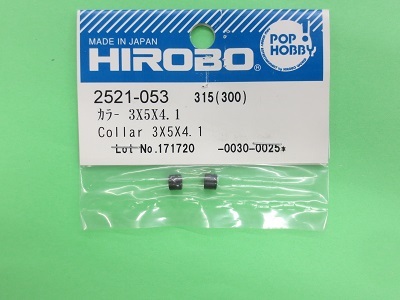 POP
HOBBY!
MADE IN JAPAN
HIROBO®
2521-053 315(300)
ｶﾗｰ 3X5X4.1
Collar 3X5X4.1
Lot No.171720 -0030-0025*